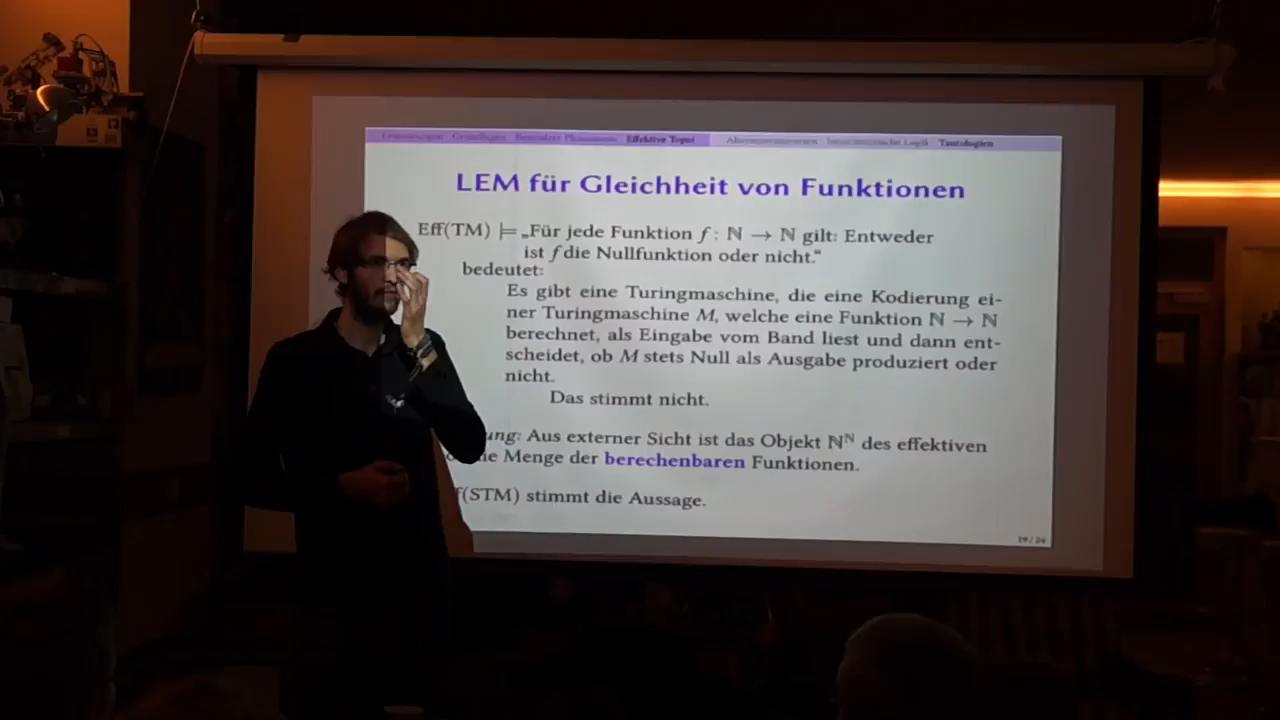 Effektive Topoi Tautologien
LEM für Gleichheit von Funktionen
Eff(TM) ⊨ „Für jede Funktion f : ℕ → ℕ gilt: Entweder
ist f die Nullfunktion oder nicht.“
bedeutet:
Es gibt eine Turingmaschine, die eine Kodierung ei-
ner Turingmaschine M, welche eine Funktion ℕ → ℕ
berechnet, als Eingabe vom Band liest und dann ent-
scheidet, ob M stets Null als Ausgabe produziert oder
nicht.
Das stimmt nicht.
ung: Aus externer Sicht ist das Objekt ℕ^ℕ des effektiven
ie Menge der berechenbaren Funktionen.
f(STM) stimmt die Aussage.
19 / 24